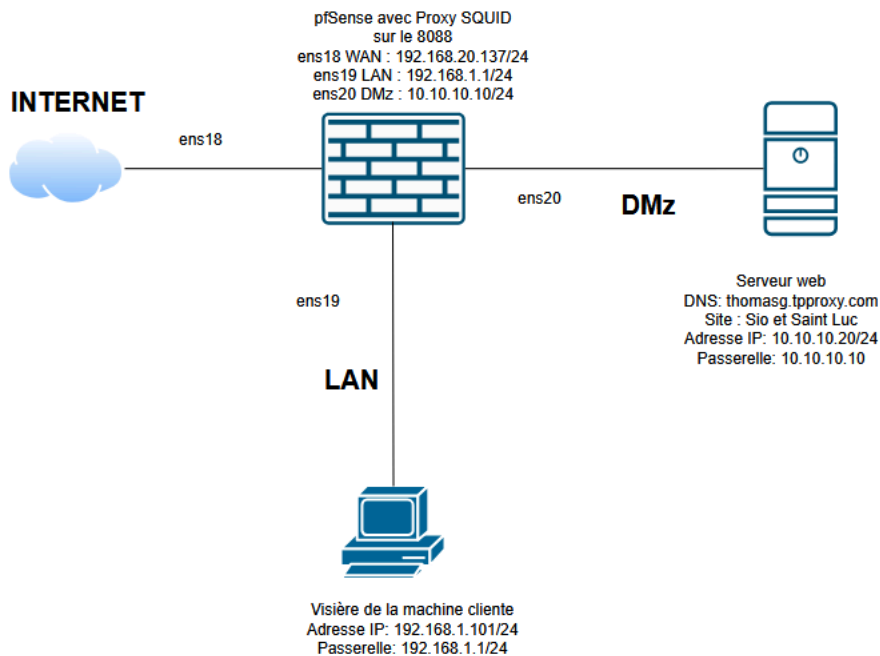 pfSense avec Proxy SQUID
sur le 8088
ens18 WAN : 192.168.20.137/24
ens19 LAN : 192.168.1.1/24
ens20 DMz : 10.10.10.10/24
INTERNET
ens18
ens20
DMz
Serveur web
DNS: thomasg.tpproxy.com
Site : Sio et Saint Luc
Adresse IP: 10.10.10.20/24
Passerelle: 10.10.10.10
ens19
LAN
Visière de la machine cliente
Adresse IP: 192.168.1.101/24
Passerelle: 192.168.1.1/24